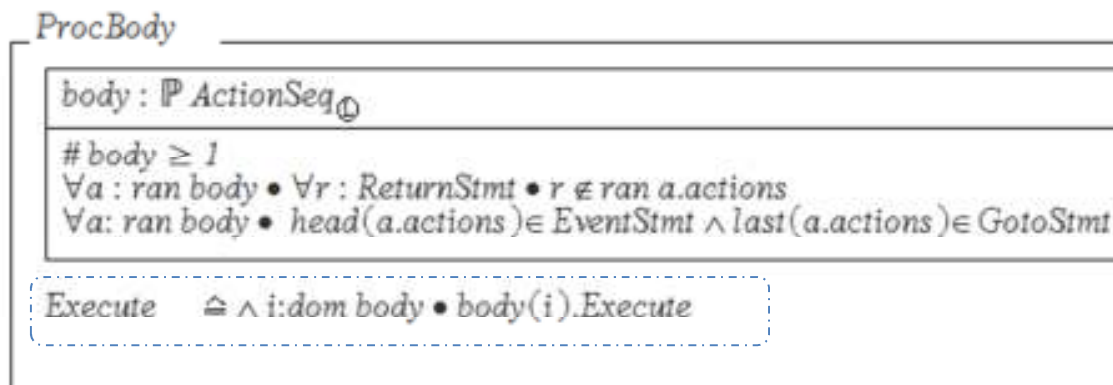 ProcBody
body : ℙ ActionSeqⓁ
# body ≥ 1
∀a : ran body • ∀r : ReturnStmt • r ∉ ran a.actions
∀a: ran body • head(a.actions)∈ EventStmt ∧ last(a.actions)∈ GotoStmt
Execute ≙ ∧ i:dom body • body(i).Execute